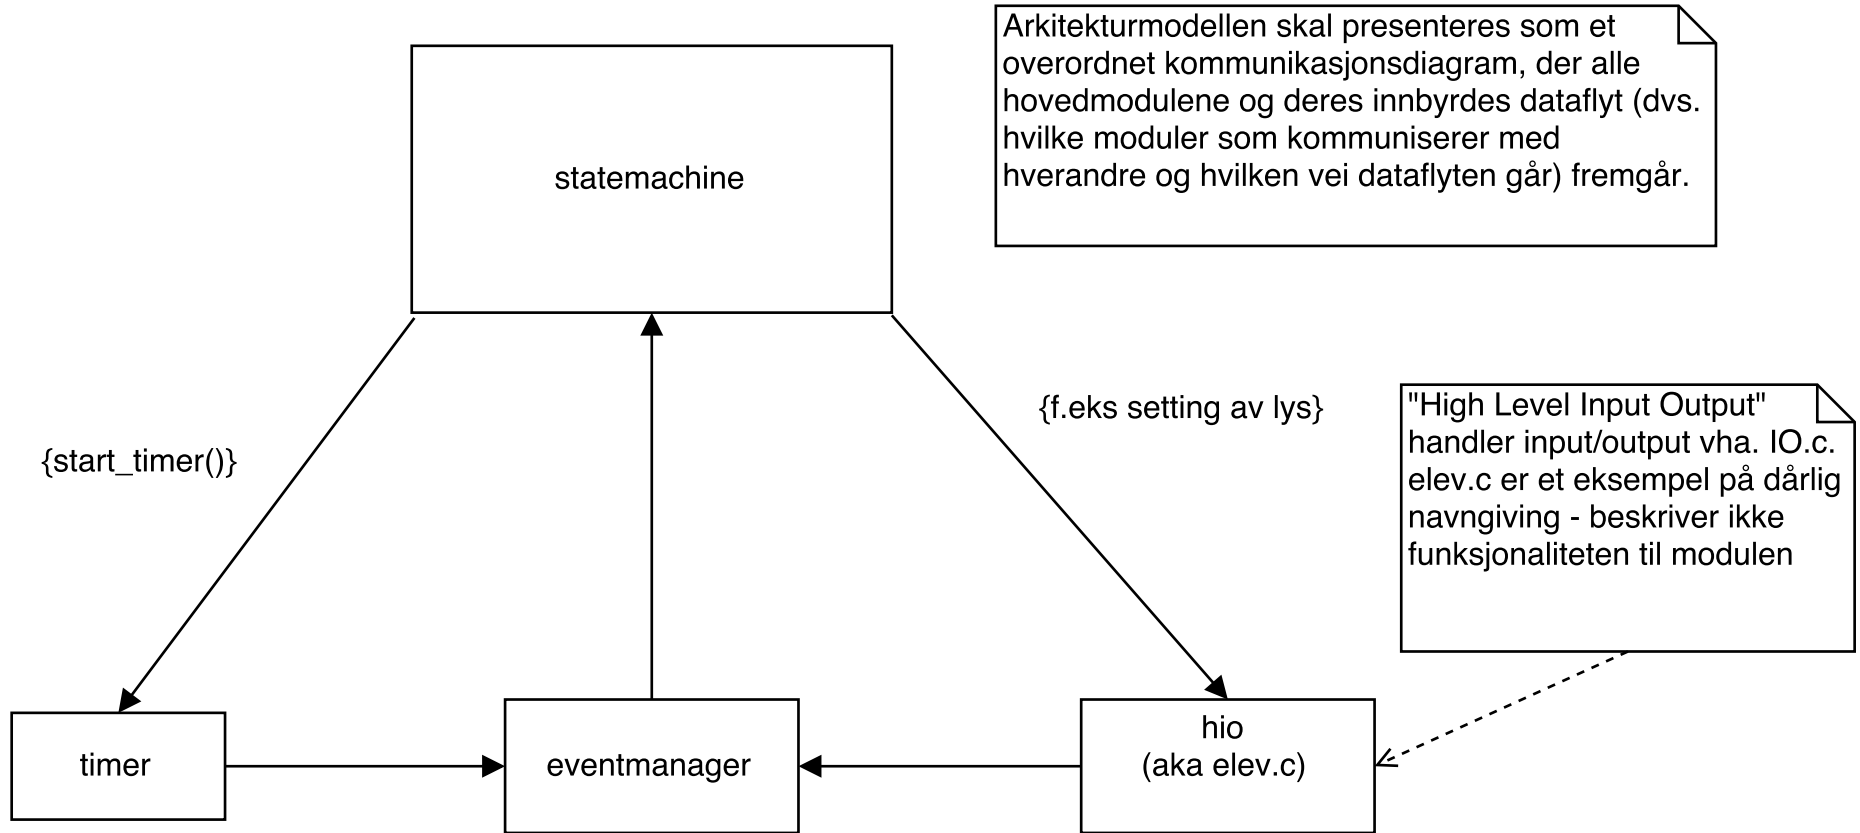 Arkitekturmodellen skal presenteres som et
overordnet kommunikasjonsdiagram, der alle
hovedmodulene og deres innbyrdes dataflyt (dvs.
hvilke moduler som kommuniserer med
hverandre og hvilken vei dataflyten går) fremgår.
statemachine
{f.eks setting av lys}
"High Level Input Output"
handler input/output vha. IO.c.
elev.c er et eksempel på dårlig
navngiving - beskriver ikke
funksjonaliteten til modulen
{start_timer()}
timer
eventmanager
hio
(aka elev.c)